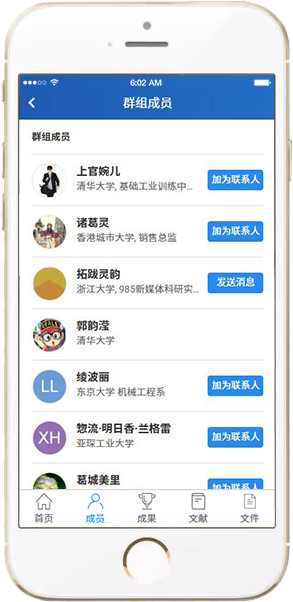 6:02 AM
群组成员
群组成员
上官婉儿
清华大学, 基础工业训练中...
加为联系人
诸葛灵
香港城市大学, 销售总监
加为联系人
拓跋灵韵
浙江大学, 985新媒体科研实...
发送消息
郭韵滢
清华大学
LL
绫波丽
东京大学 机械工程系
加为联系人
XH
惣流·明日香·兰格雷
亚琛工业大学
加为联系人
葛城美里
加为联系人
首页
成员
成果
文献
文件